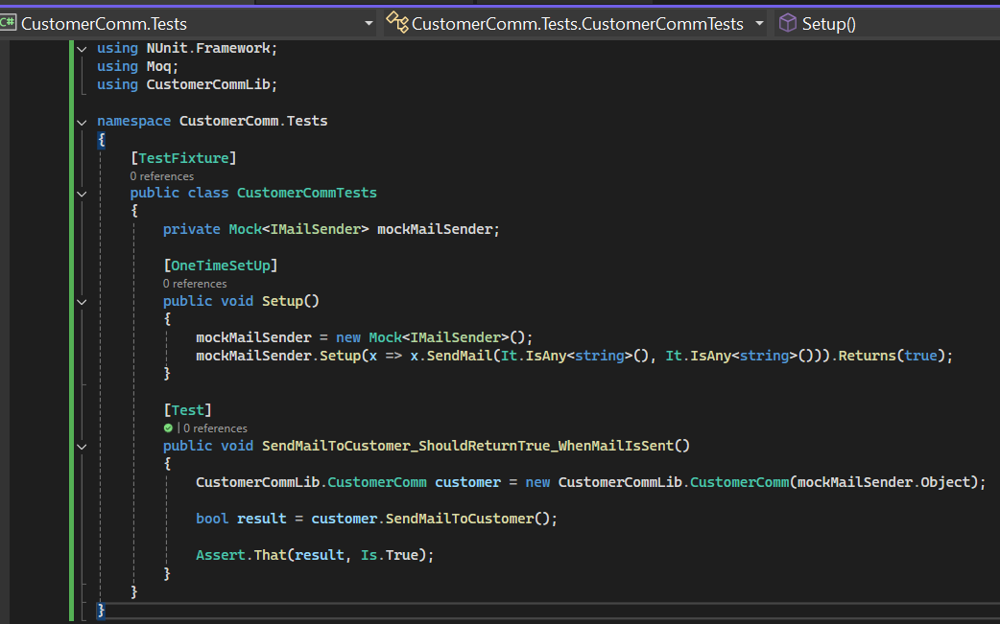 C# CustomerComm.Tests CustomerComm.Tests.CustomerCommTests Setup()
using NUnit.Framework;
using Moq;
using CustomerCommLib;
namespace CustomerComm.Tests
{
[TestFixture]
0 references
public class CustomerCommTests
{
private Mock<IMailSender> mockMailSender;
[OneTimeSetUp]
0 references
public void Setup()
{
mockMailSender = new Mock<IMailSender>();
mockMailSender.Setup(x => x.SendMail(It.IsAny<string>(), It.IsAny<string>())).Returns(true);
}
[Test]
| 0 references
public void SendMailToCustomer_ShouldReturnTrue_WhenMailIsSent()
{
CustomerCommLib.CustomerComm customer = new CustomerCommLib.CustomerComm(mockMailSender.Object);
bool result = customer.SendMailToCustomer();
Assert.That(result, Is.True);
}
}
}